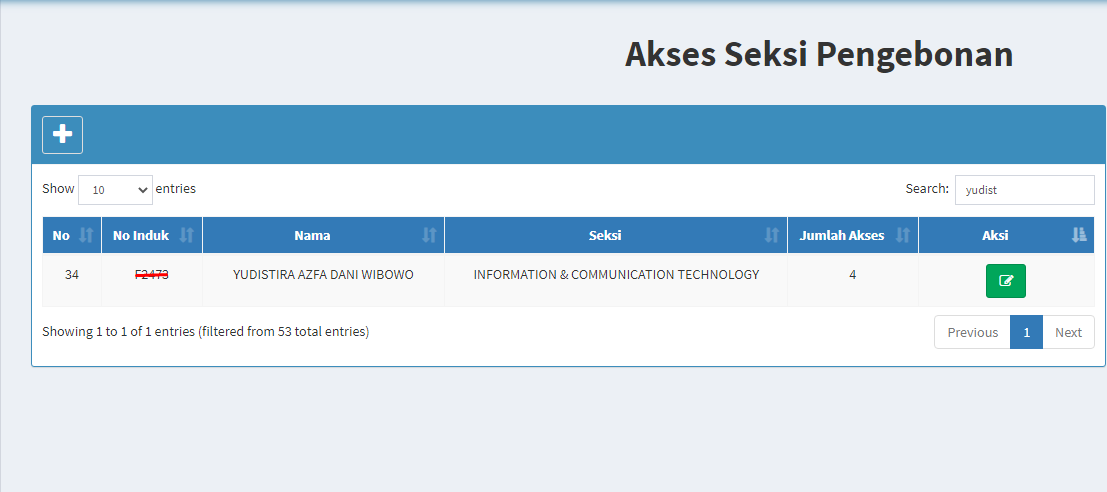 Akses Seksi Pengebonan
Show 10 entries
Search: yudist
No No Induk Nama Seksi Jumlah Akses Aksi
34 YUDISTIRA AZFA DANI WIBOWO INFORMATION & COMMUNICATION TECHNOLOGY 4
Showing 1 to 1 of 1 entries (filtered from 53 total entries)
Previous 1 Next